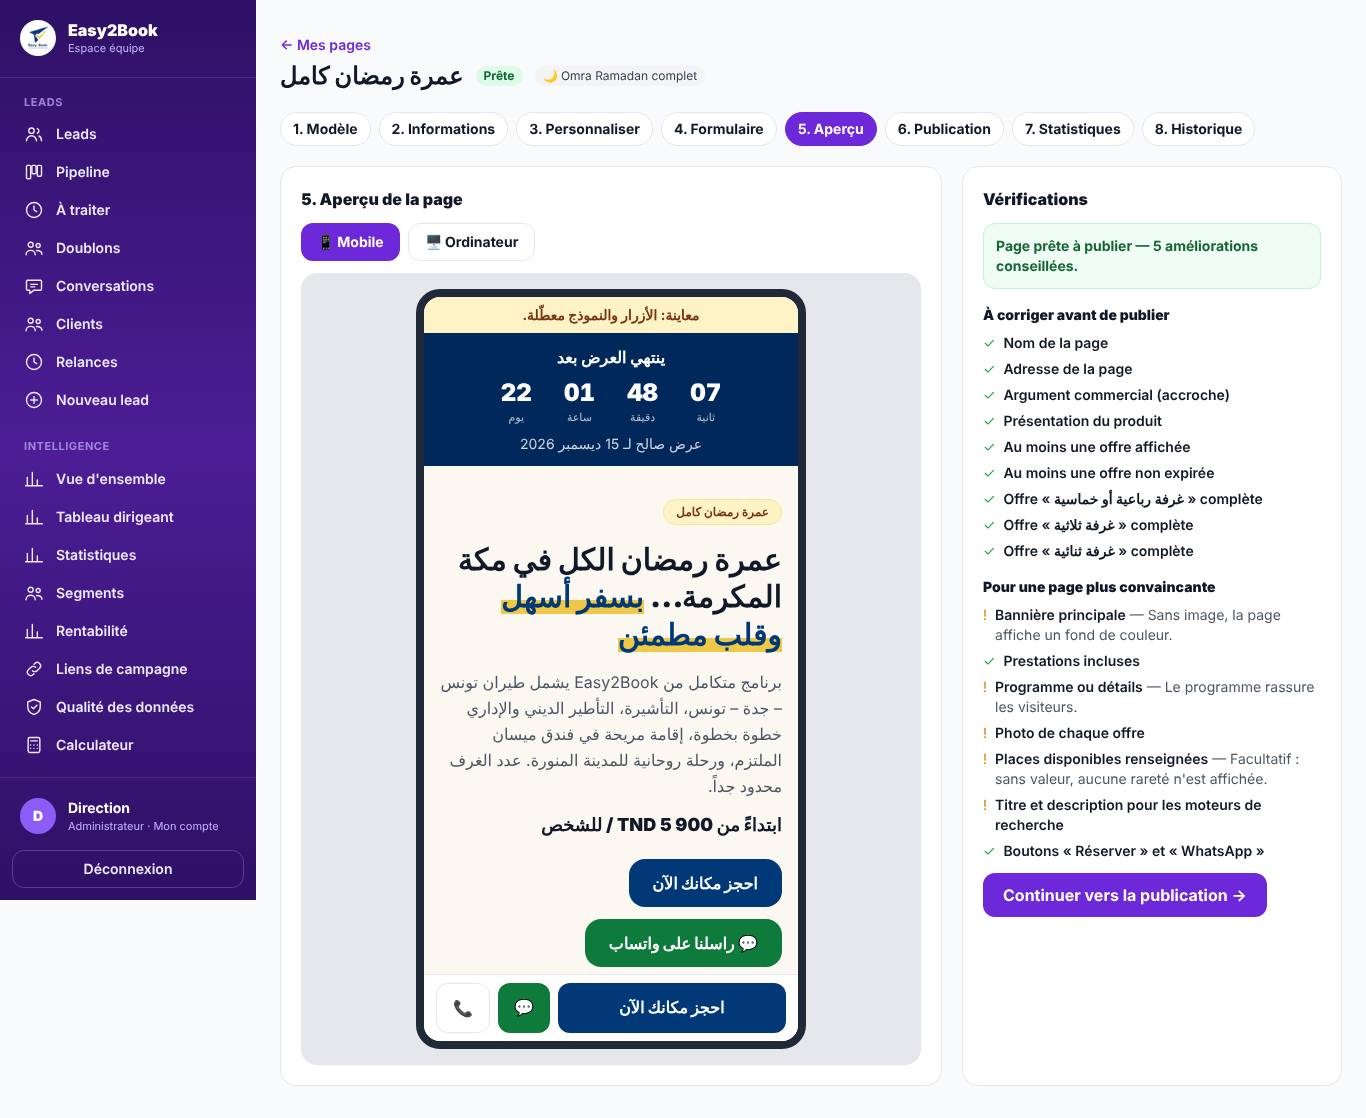 Easy2Book
Espace équipe
LEADS
Leads
Pipeline
À traiter
Doublons
Conversations
Clients
Relances
Nouveau lead
INTELLIGENCE
Vue d'ensemble
Tableau dirigeant
Statistiques
Segments
Rentabilité
Liens de campagne
Qualité des données
Calculateur
D
Direction
Administrateur · Mon compte
Déconnexion
← Mes pages
عمرة رمضان كامل
Prête
🌙 Omra Ramadan complet
1. Modèle
2. Informations
3. Personnaliser
4. Formulaire
5. Aperçu
6. Publication
7. Statistiques
8. Historique
5. Aperçu de la page
📱 Mobile
🖥️ Ordinateur
معاينة: الأزرار والنموذج معطّلة.
ينتهي العرض بعد
22 01 48 07
يوم ساعة دقيقة ثانية
عرض صالح لـ 15 ديسمبر 2026
عمرة رمضان كامل
عمرة رمضان الكل في مكة
المكرمة... بسفر أسهل
وقلب مطمئن
برنامج متكامل من Easy2Book يشمل طيران تونس
– جدة – تونس، التأشيرة، التأطير الديني والإداري
خطوة بخطوة، إقامة مريحة في فندق ميسان
الملتزم، ورحلة روحانية للمدينة المنورة. عدد الغرف
محدود جداً.
ابتداءً من 900 5 TND / للشخص
احجز مكانك الآن
💬 راسلنا على واتساب
احجز مكانك الآن
Vérifications
Page prête à publier — 5 améliorations
conseillées.
À corriger avant de publier
✓ Nom de la page
✓ Adresse de la page
✓ Argument commercial (accroche)
✓ Présentation du produit
✓ Au moins une offre affichée
✓ Au moins une offre non expirée
✓ Offre « غرفة رباعية أو خماسية » complète
✓ Offre « غرفة ثلاثية » complète
✓ Offre « غرفة ثنائية » complète
Pour une page plus convaincante
! Bannière principale — Sans image, la page
affiche un fond de couleur.
✓ Prestations incluses
! Programme ou détails — Le programme rassure
les visiteurs.
! Photo de chaque offre
! Places disponibles renseignées — Facultatif :
sans valeur, aucune rareté n'est affichée.
! Titre et description pour les moteurs de
recherche
✓ Boutons « Réserver » et « WhatsApp »
Continuer vers la publication →